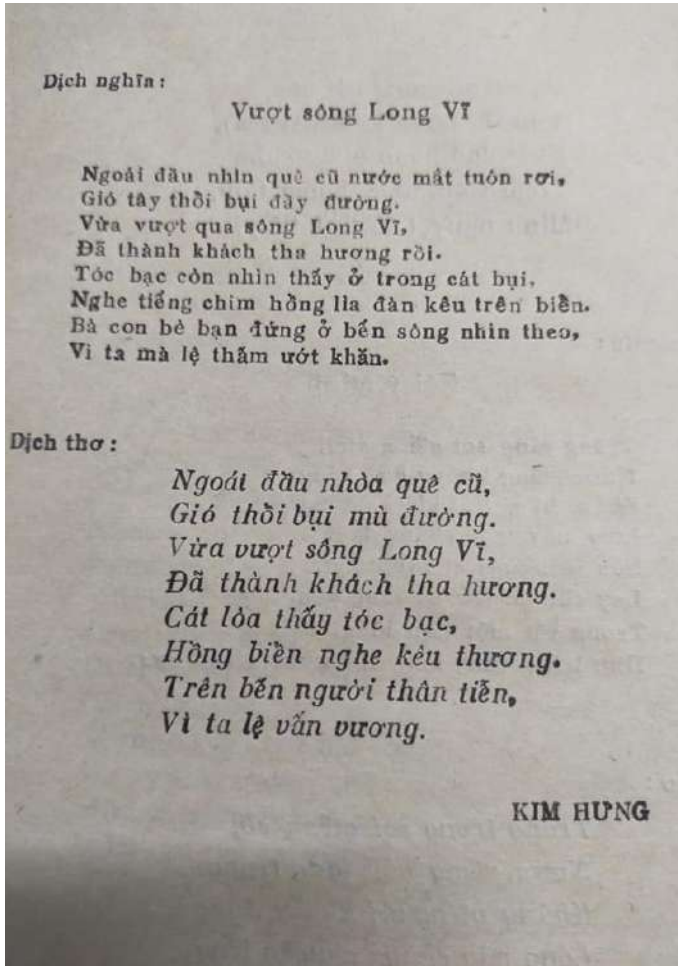 Dịch nghĩa:
Vượt sông Long Vĩ
Ngoái đầu nhìn quê cũ nước mắt tuôn rơi,
Gió tây thổi bụi đầy đường.
Vừa vượt qua sông Long Vĩ,
Đã thành khách tha hương rồi.
Tóc bạc còn nhìn thấy ở trong cát bụi,
Nghe tiếng chim hồng lìa đàn kêu trên biển.
Bà con bè bạn đứng ở bến sông nhìn theo,
Vì ta mà lệ thắm ướt khăn.
Dịch thơ:
Ngoái đầu nhòa quê cũ,
Gió thổi bụi mù đường.
Vừa vượt sông Long Vĩ,
Đã thành khách tha hương.
Cát lòa thấy tóc bạc,
Hồng biển nghe kêu thương.
Trên bến người thân tiễn,
Vì ta lệ vấn vương.
KIM HƯNG